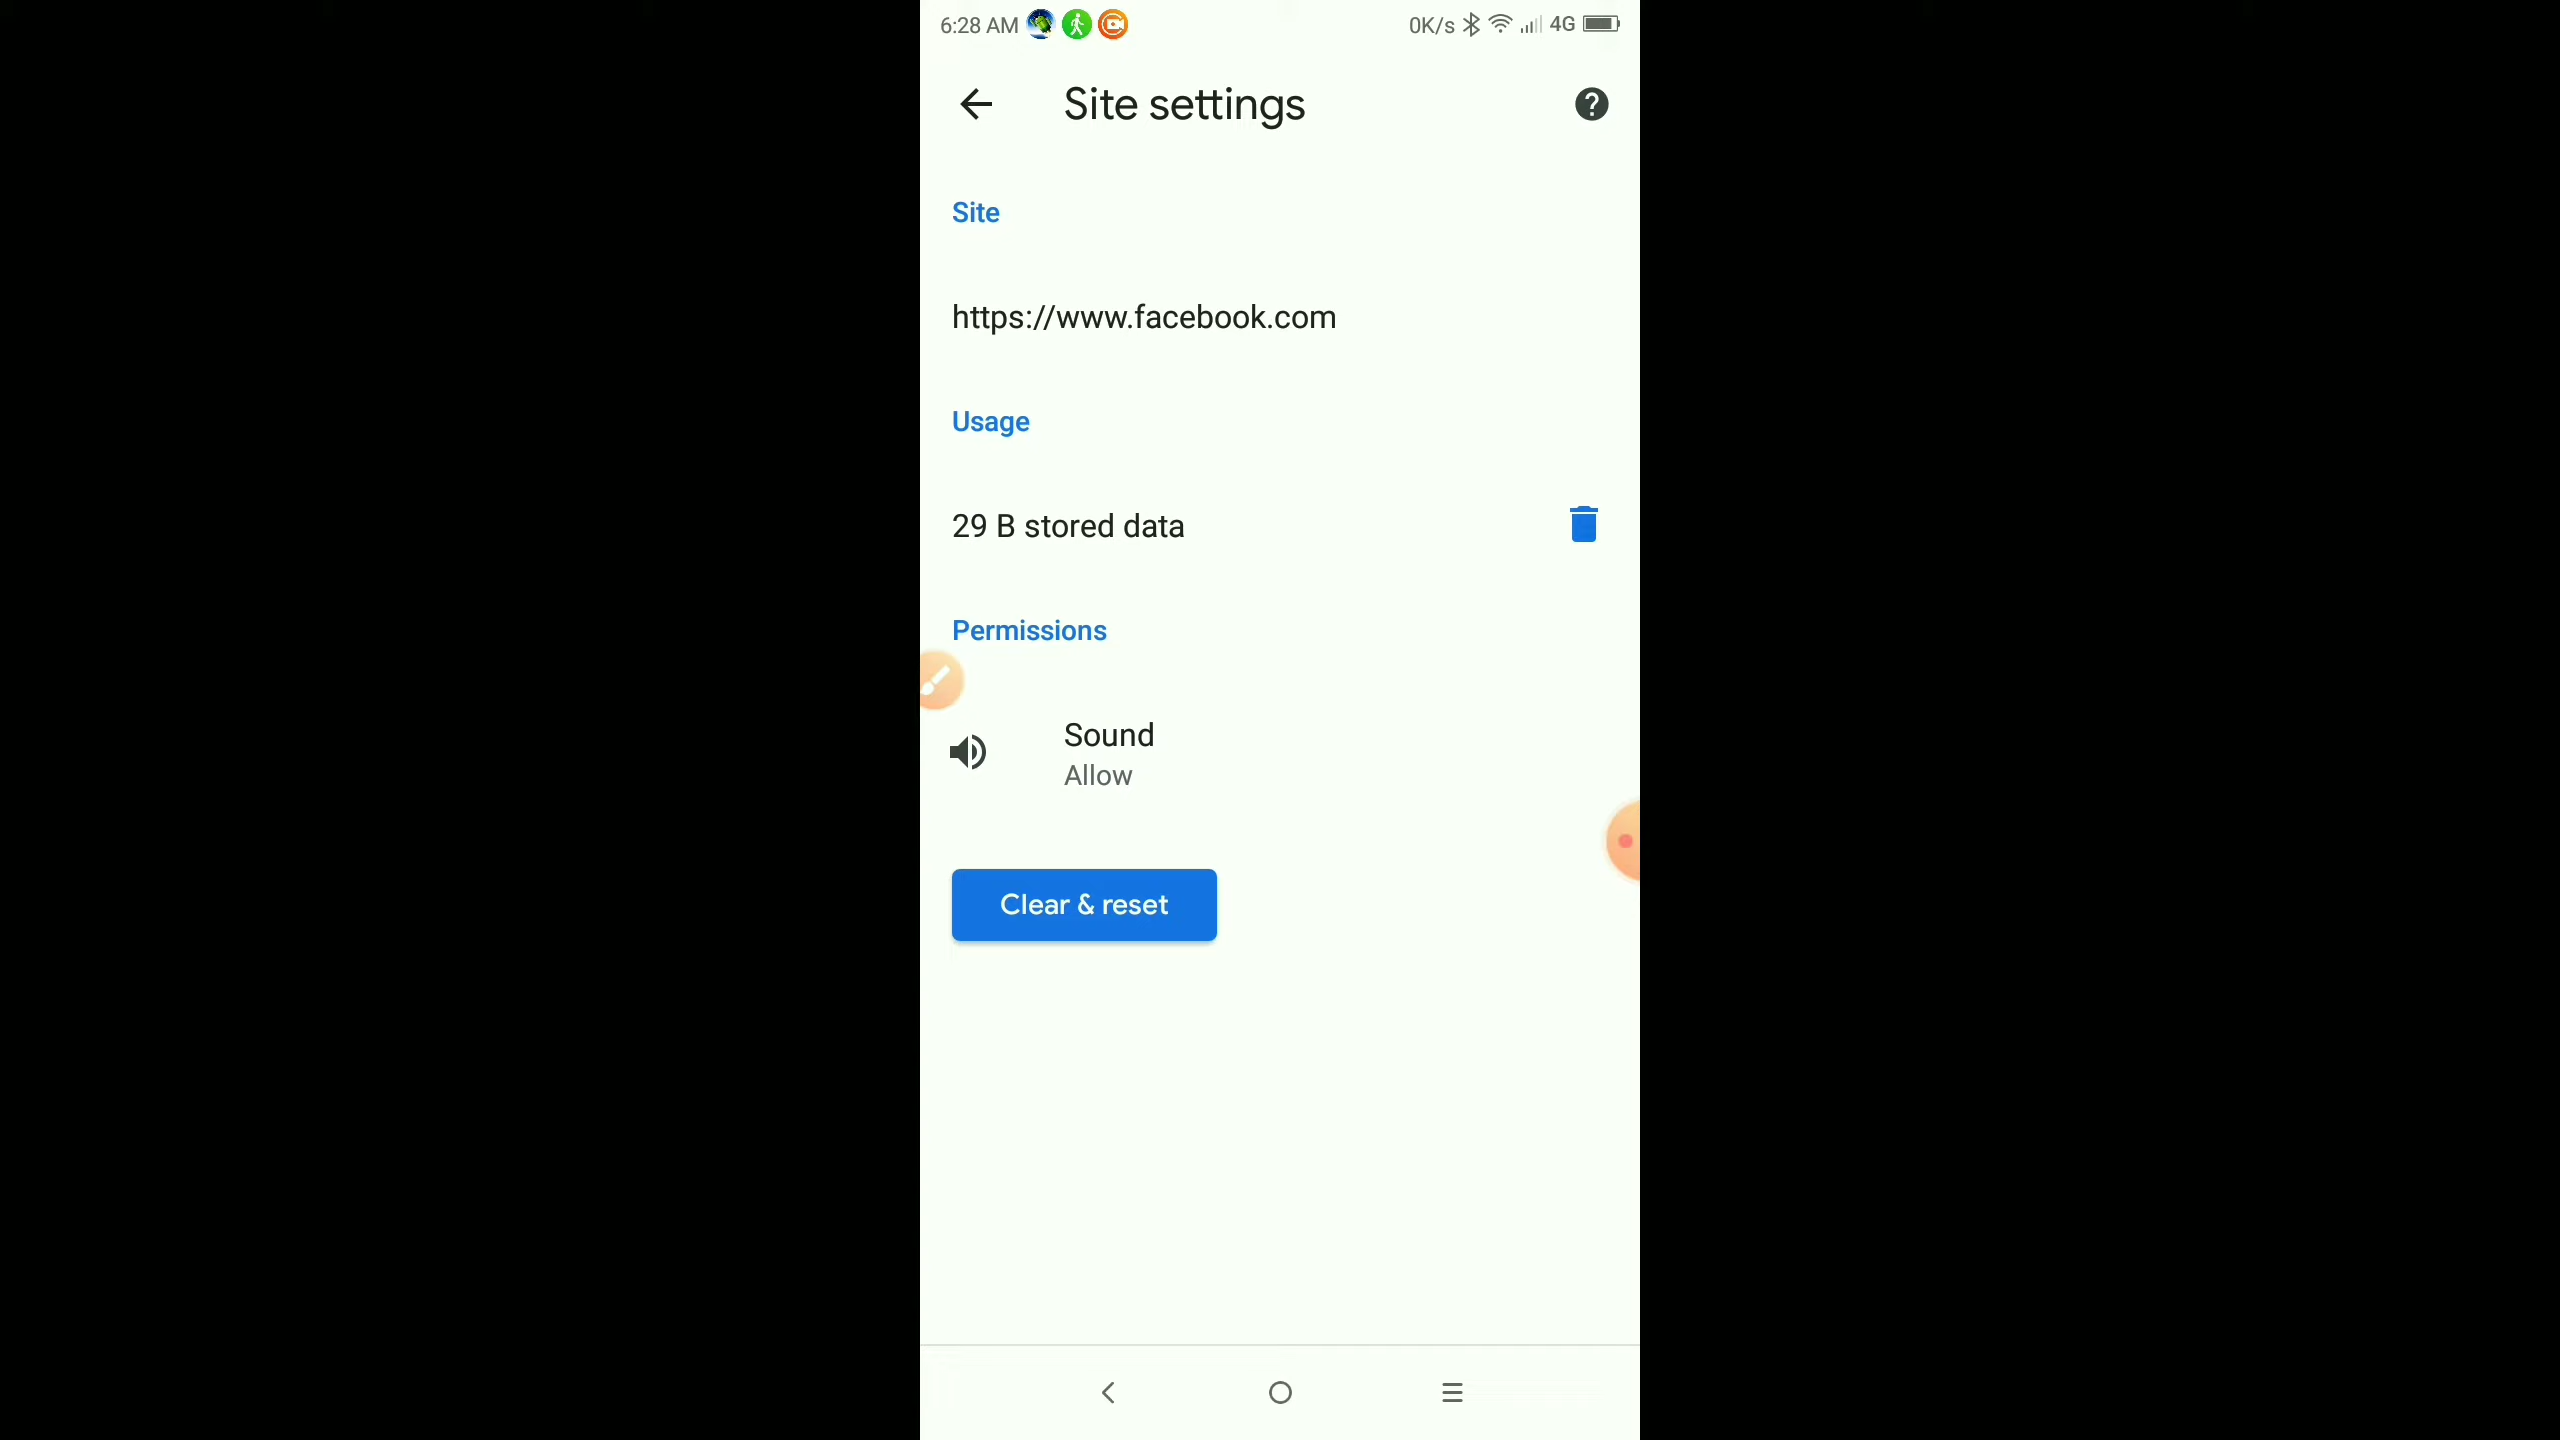 6:28 AM 0K/s 4G
Site settings
Site
https://www.facebook.com
Usage
29 B stored data
Permissions
Sound
Allow
Clear & reset